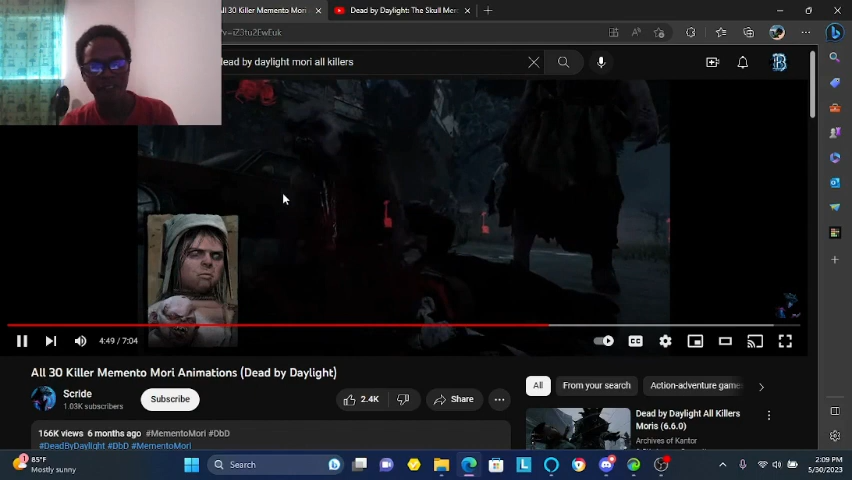 All 30 Killer Memento Mori
Dead by Daylight: The Skull Mer
v=iZ3tu2EwEuk
dead by daylight mori all killers
4:49 / 7:04
All 30 Killer Memento Mori Animations (Dead by Daylight)
Scride
1.03K subscribers
Subscribe
2.4K
Share
All
From your search
Action-adventure games
166K views 6 months ago #MementoMori #DbD
#DeadByDaylight #DbD #MementoMori
Dead by Daylight All Killers
Moris (6.6.0)
Archives of Kantor
85°F
Mostly sunny
Search
2:09 PM
5/30/2023